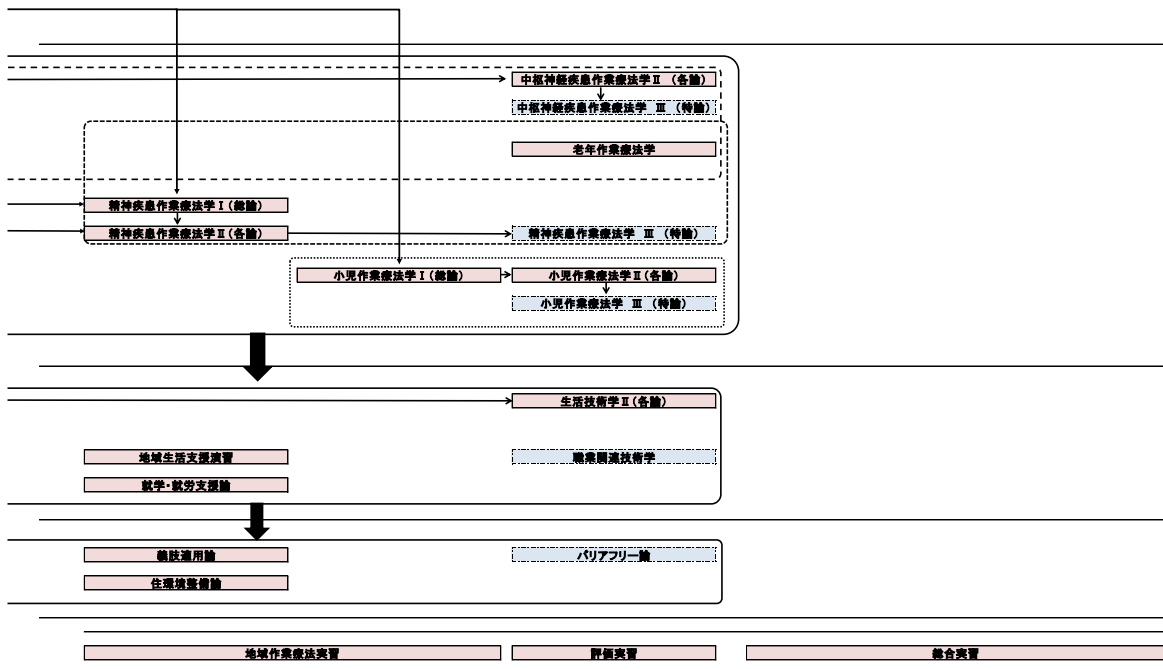 中枢神経疾患作業療法学Ⅱ（各論）
中枢神経疾患作業療法学 Ⅲ（特論）
老年作業療法学
精神疾患作業療法学Ⅰ（総論）
精神疾患作業療法学Ⅱ（各論）
精神疾患作業療法学 Ⅲ（特論）
小児作業療法学Ⅰ（総論）
小児作業療法学Ⅱ（各論）
小児作業療法学 Ⅲ（特論）
生活技術学Ⅱ（各論）
地域生活支援演習
職業関連技術学
就学・就労支援論
義肢適用論
バリアフリー論
住環境整備論
地域作業療法実習
評価実習
総合実習